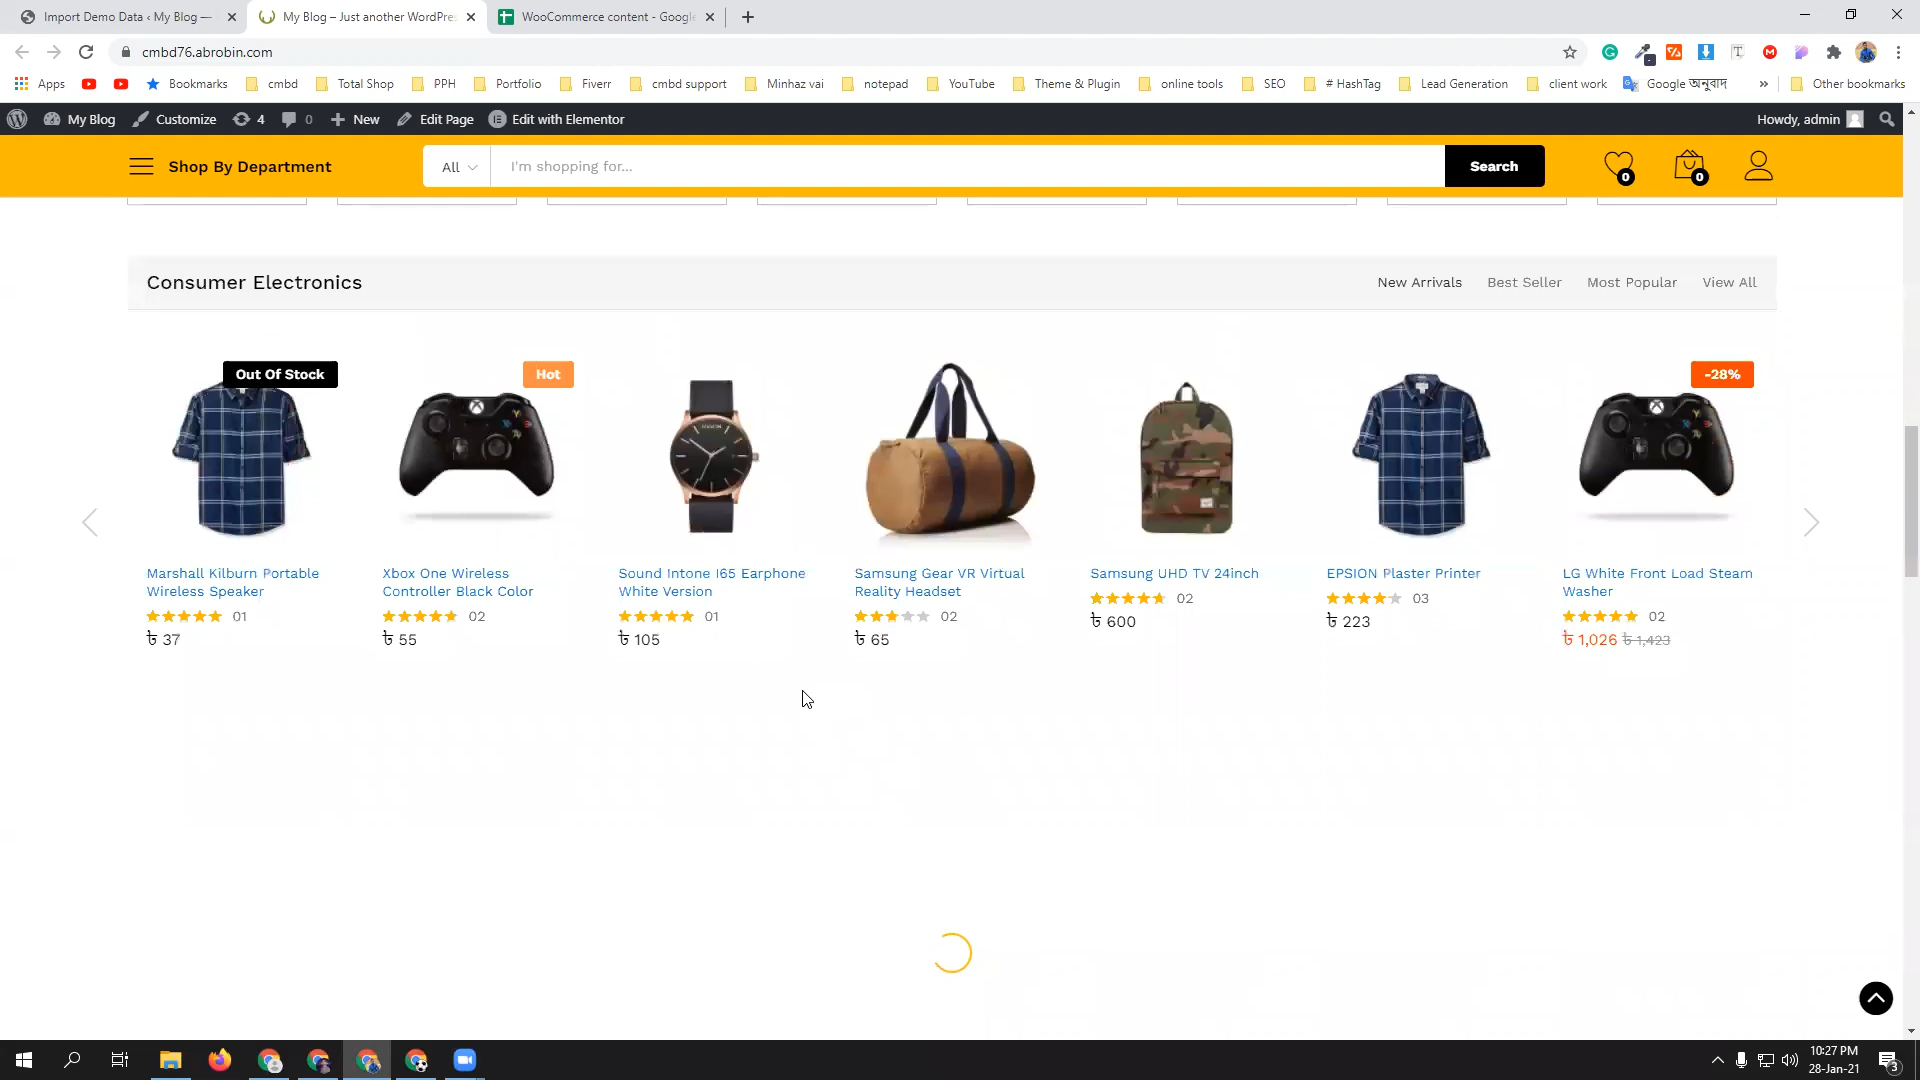 Import Demo Data ‹ My Blog —
My Blog – Just another WordPres
WooCommerce content - Google
cmbd76.abrobin.com
Apps
Bookmarks
cmbd
Total Shop
PPH
Portfolio
Fiverr
cmbd support
Minhaz vai
notepad
YouTube
Theme & Plugin
online tools
SEO
# HashTag
Lead Generation
client work
Google অনুবাদ
»
Other bookmarks
My Blog
Customize
4
0
New
Edit Page
Edit with Elementor
Howdy, admin
Shop By Department
All
I'm shopping for...
Search
0
0
Consumer Electronics
New Arrivals
Best Seller
Most Popular
View All
Out Of Stock
Hot
-28%
Marshall Kilburn Portable
Wireless Speaker
01
৳ 37
Xbox One Wireless
Controller Black Color
02
৳ 55
Sound Intone I65 Earphone
White Version
01
৳ 105
Samsung Gear VR Virtual
Reality Headset
02
৳ 65
Samsung UHD TV 24inch
02
৳ 600
EPSION Plaster Printer
03
৳ 223
LG White Front Load Steam
Washer
02
৳ 1,026 ৳ 1,423
10:27 PM
28-Jan-21
3